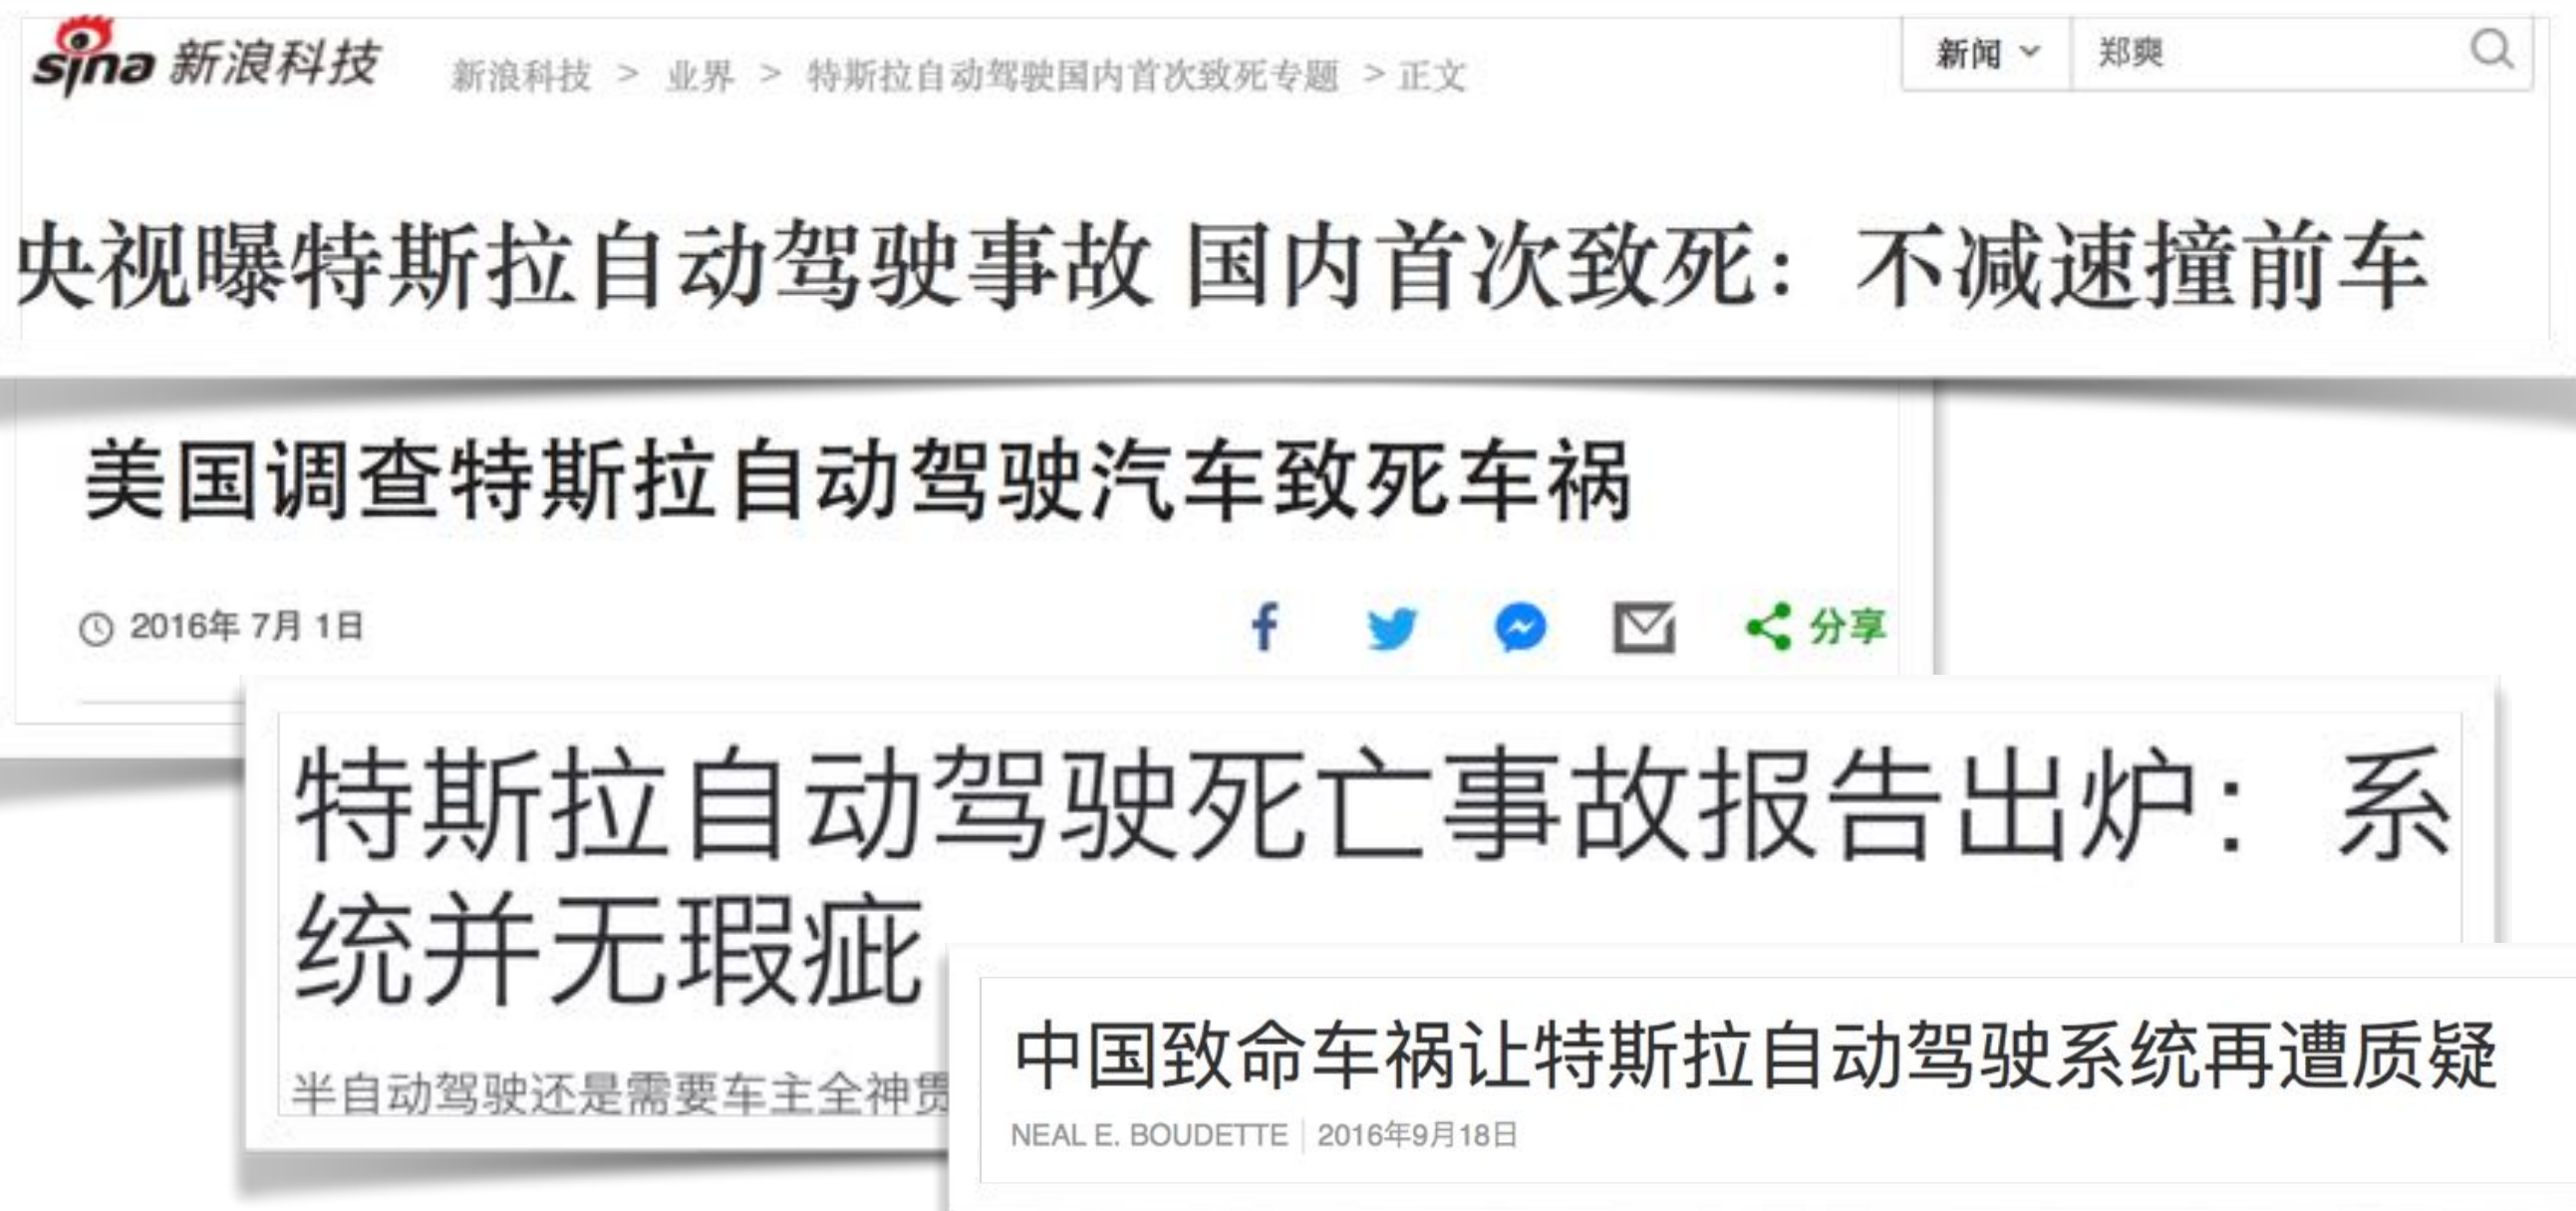 sina 新浪科技
新浪科技 > 业界 > 特斯拉自动驾驶国内首次致死专题 > 正文
新闻 郑爽
央视曝特斯拉自动驾驶事故 国内首次致死：不减速撞前车
美国调查特斯拉自动驾驶汽车致死车祸
2016年 7月 1日
分享
特斯拉自动驾驶死亡事故报告出炉：系
统并无瑕疵
半自动驾驶还是需要车主全神贯
中国致命车祸让特斯拉自动驾驶系统再遭质疑
NEAL E. BOUDETTE 2016年9月18日